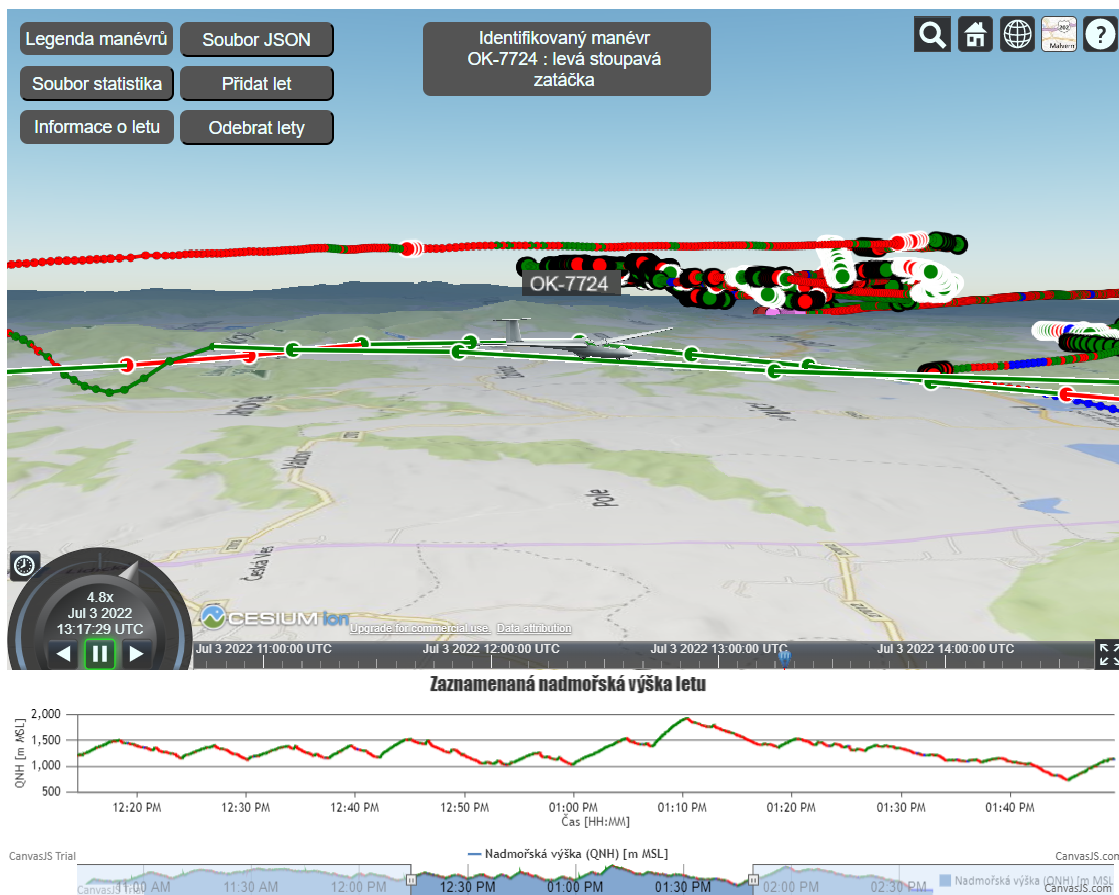 Legenda manévrů
Soubor JSON
Identifikovaný manévr
OK-7724 : levá stoupavá
zatáčka
Soubor statistika
Přidat let
Informace o letu
Odebrat lety
202
Malvern
?
OK-7724
pole
Česká Ves
4.8x
Jul 3 2022
13:17:29 UTC
CESIUM ion
Upgrade for commercial use. Data attribution
Jul 3 2022 11:00:00 UTC
Jul 3 2022 12:00:00 UTC
Jul 3 2022 13:00:00 UTC
Jul 3 2022 14:00:00 UTC
Zaznamenaná nadmořská výška letu
QNH [m MSL]
2,000
1,500
1,000
500
12:20 PM
12:30 PM
12:40 PM
12:50 PM
01:00 PM
01:10 PM
01:20 PM
01:30 PM
01:40 PM
Čas [HH:MM]
Nadmořská výška (QNH) [m MSL]
CanvasJS Trial
CanvasJS.com
11:00 AM
11:30 AM
12:00 PM
12:30 PM
01:00 PM
01:30 PM
02:00 PM
02:30 PM
Nadmořská výška (QNH) [m MSL
CanvasJS Trial
CanvasJS.com